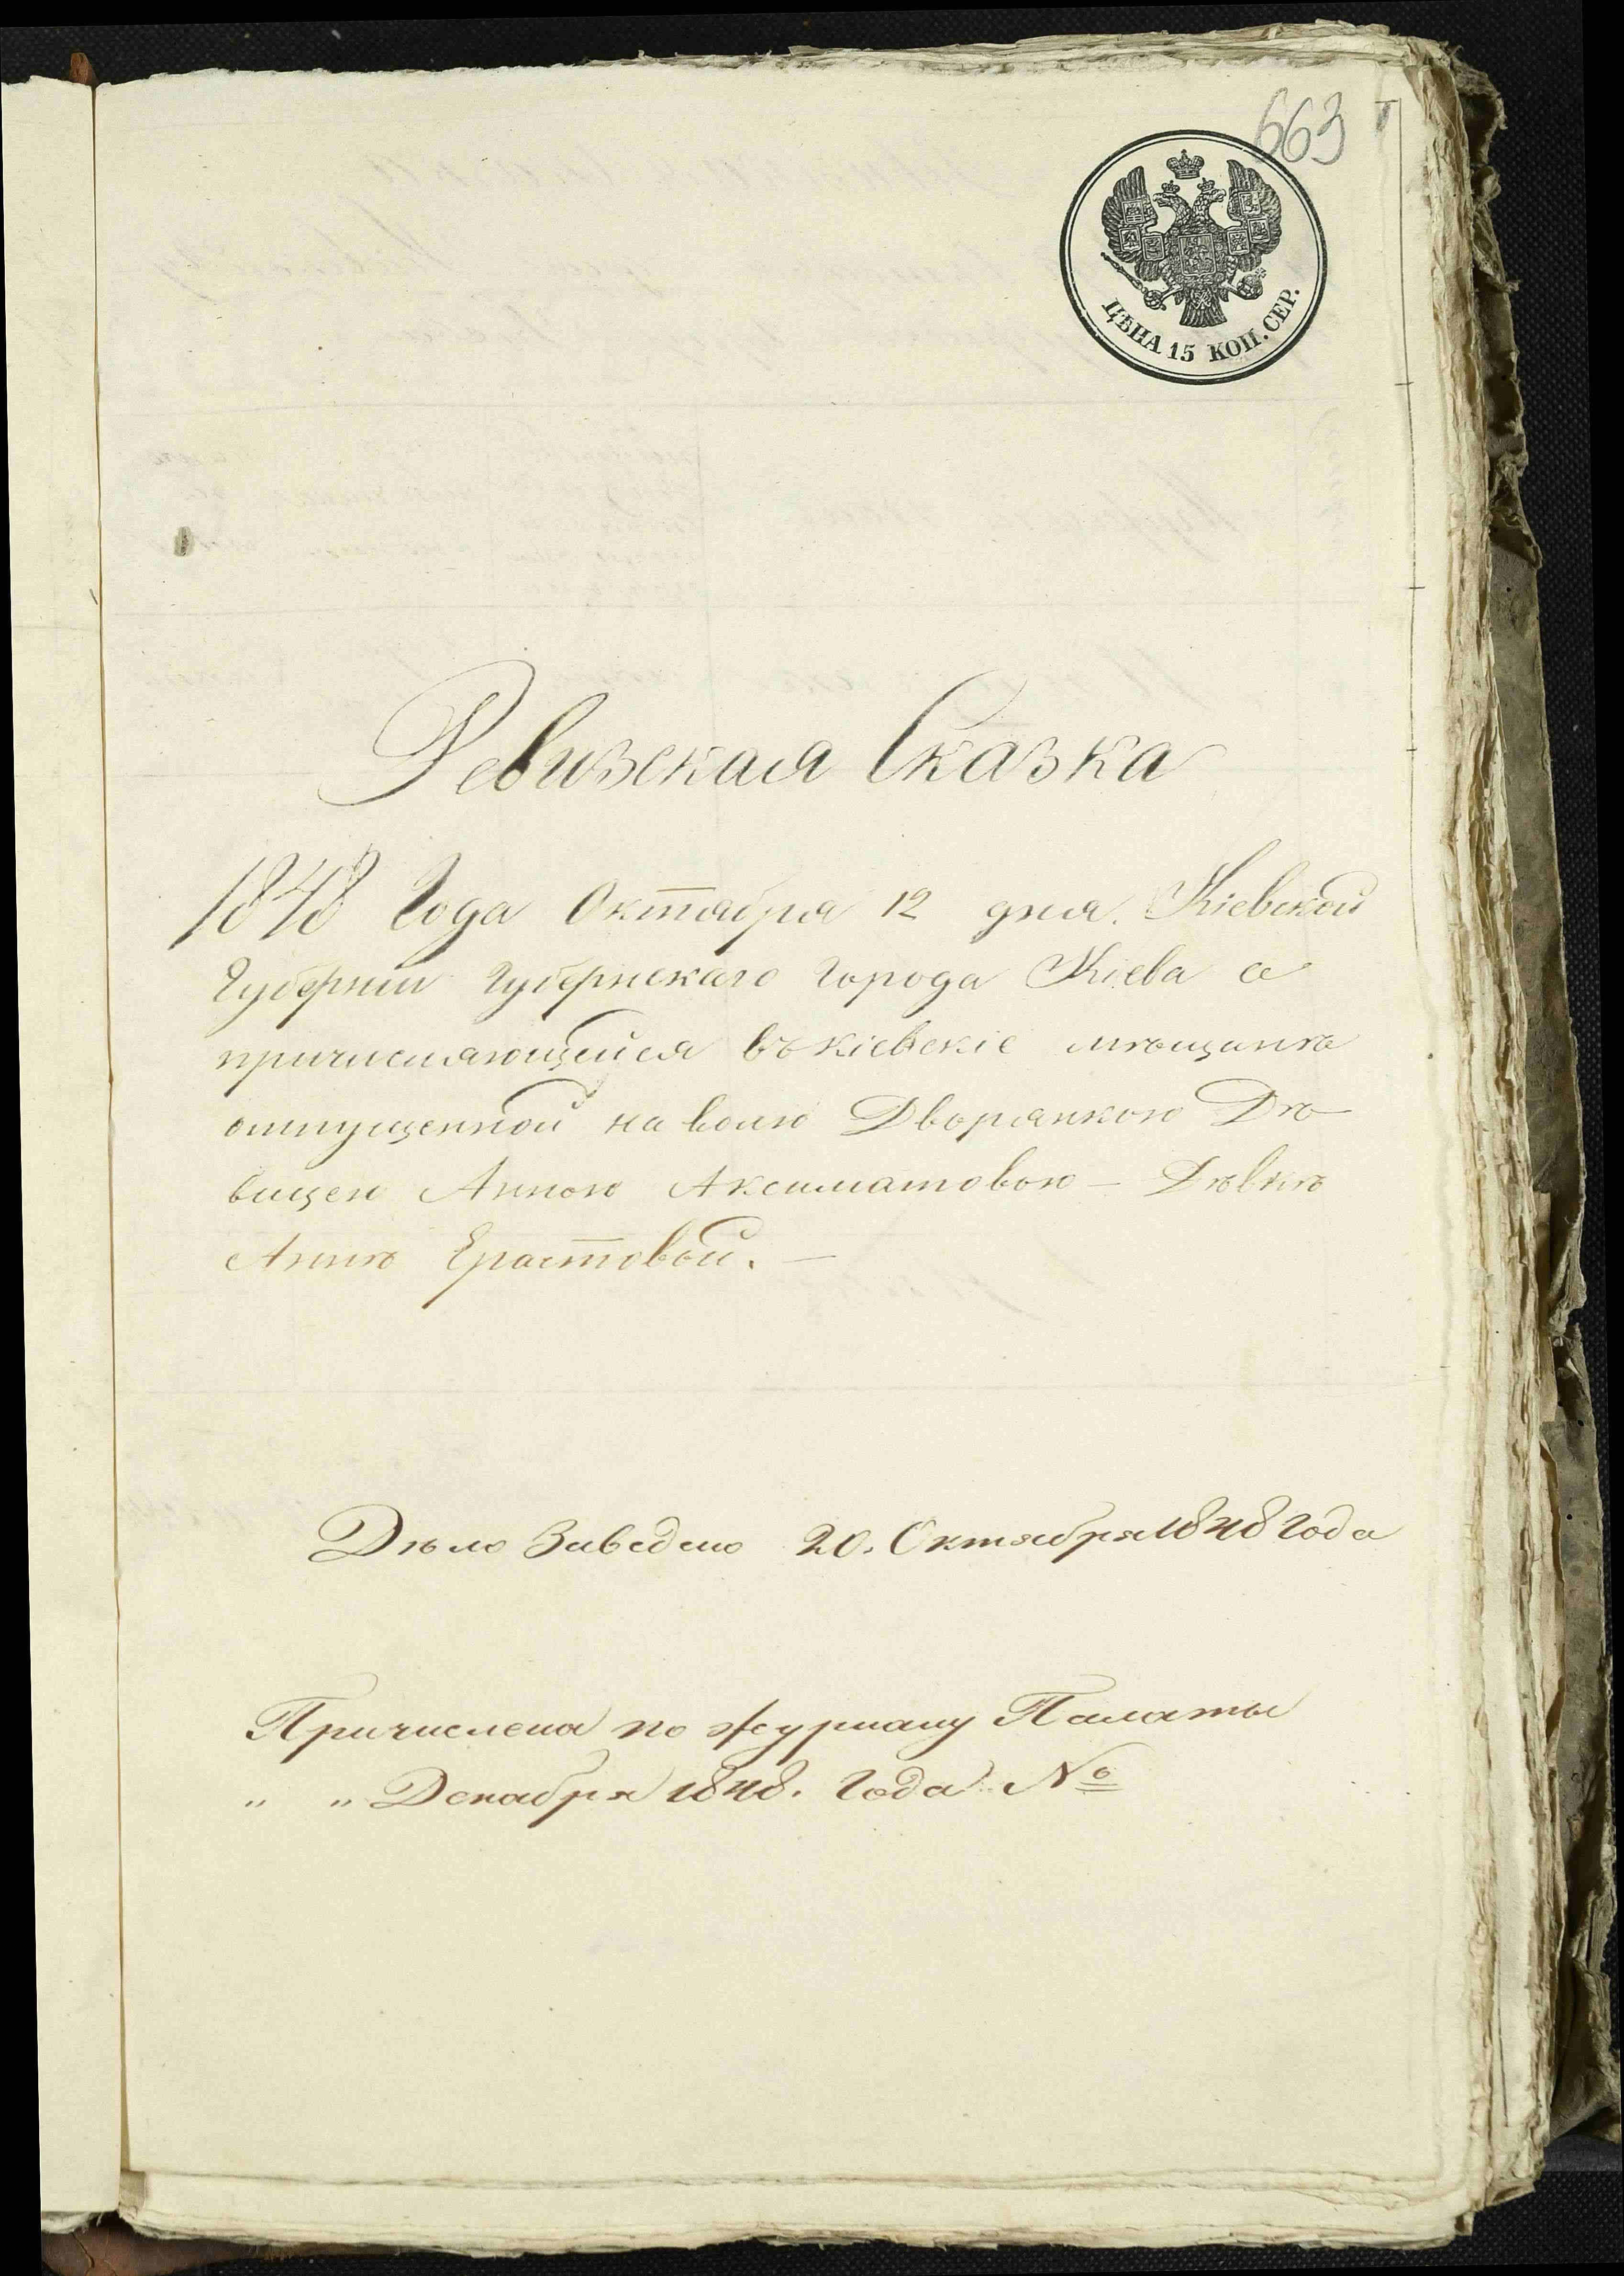 663
ЦѢНА 15 КОП. СЕР.
Ревизская Сказка
1848 Года Октября 12 дня. Кіевской
Губерніи Губернскаго Города Кіева о
причисляющейся въ кіевскіе мѣщанкѣ
отпущенной на волю Дворянкою Дѣ
вицею Анною Аксиматовою – Дѣвкѣ
Аннѣ Ерастовой. –
Дѣло Заведено 20. Октября 1848 Года
Причислена по журналу Палаты
„ „ Декабря 1848. Года №